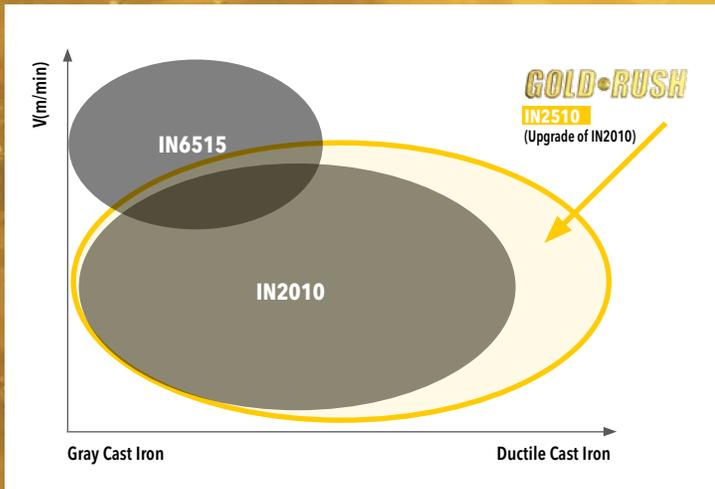 V(m/min)
IN6515
GOLD•RUSH
IN2510
(Upgrade of IN2010)
IN2010
Gray Cast Iron
Ductile Cast Iron